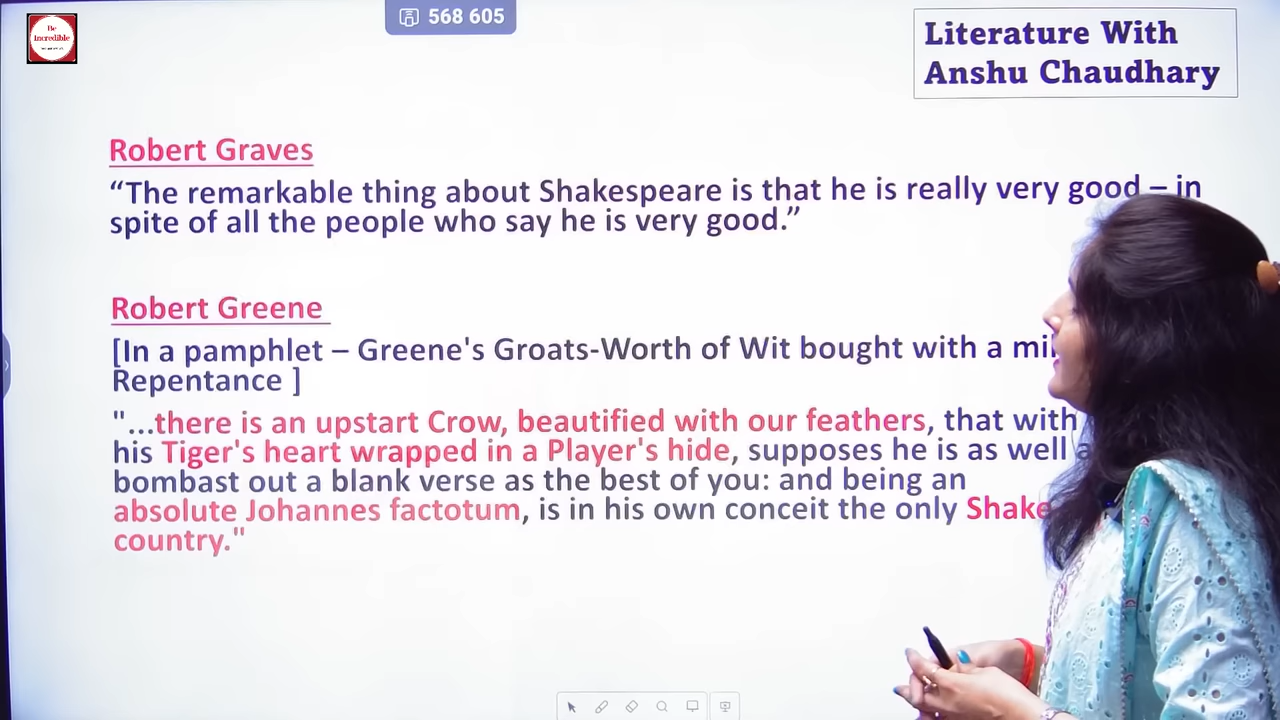 Be
Incredible
568 605
Literature With
Anshu Chaudhary
Robert Graves
“The remarkable thing about Shakespeare is that he is really very good – in
spite of all the people who say he is very good.”
Robert Greene
[In a pamphlet – Greene's Groats-Worth of Wit bought with a
Repentance ]
"...there is an upstart Crow, beautified with our feathers, that with
his Tiger's heart wrapped in a Player's hide, supposes he is as well
bombast out a blank verse as the best of you: and being an
absolute Johannes factotum, is in his own conceit the only Shake
country."